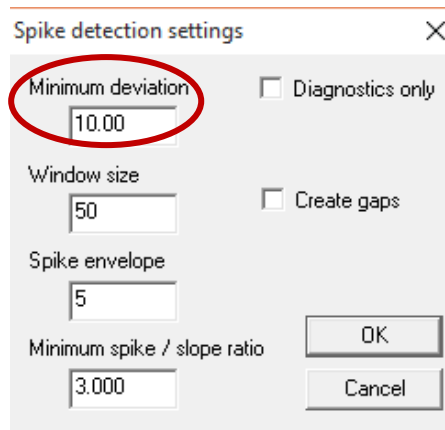 Spike detection settings
Minimum deviation
Diagnostics only
10.00
Window size
50
Create gaps
Spike envelope
5
Minimum spike / slope ratio
3.000
OK
Cancel